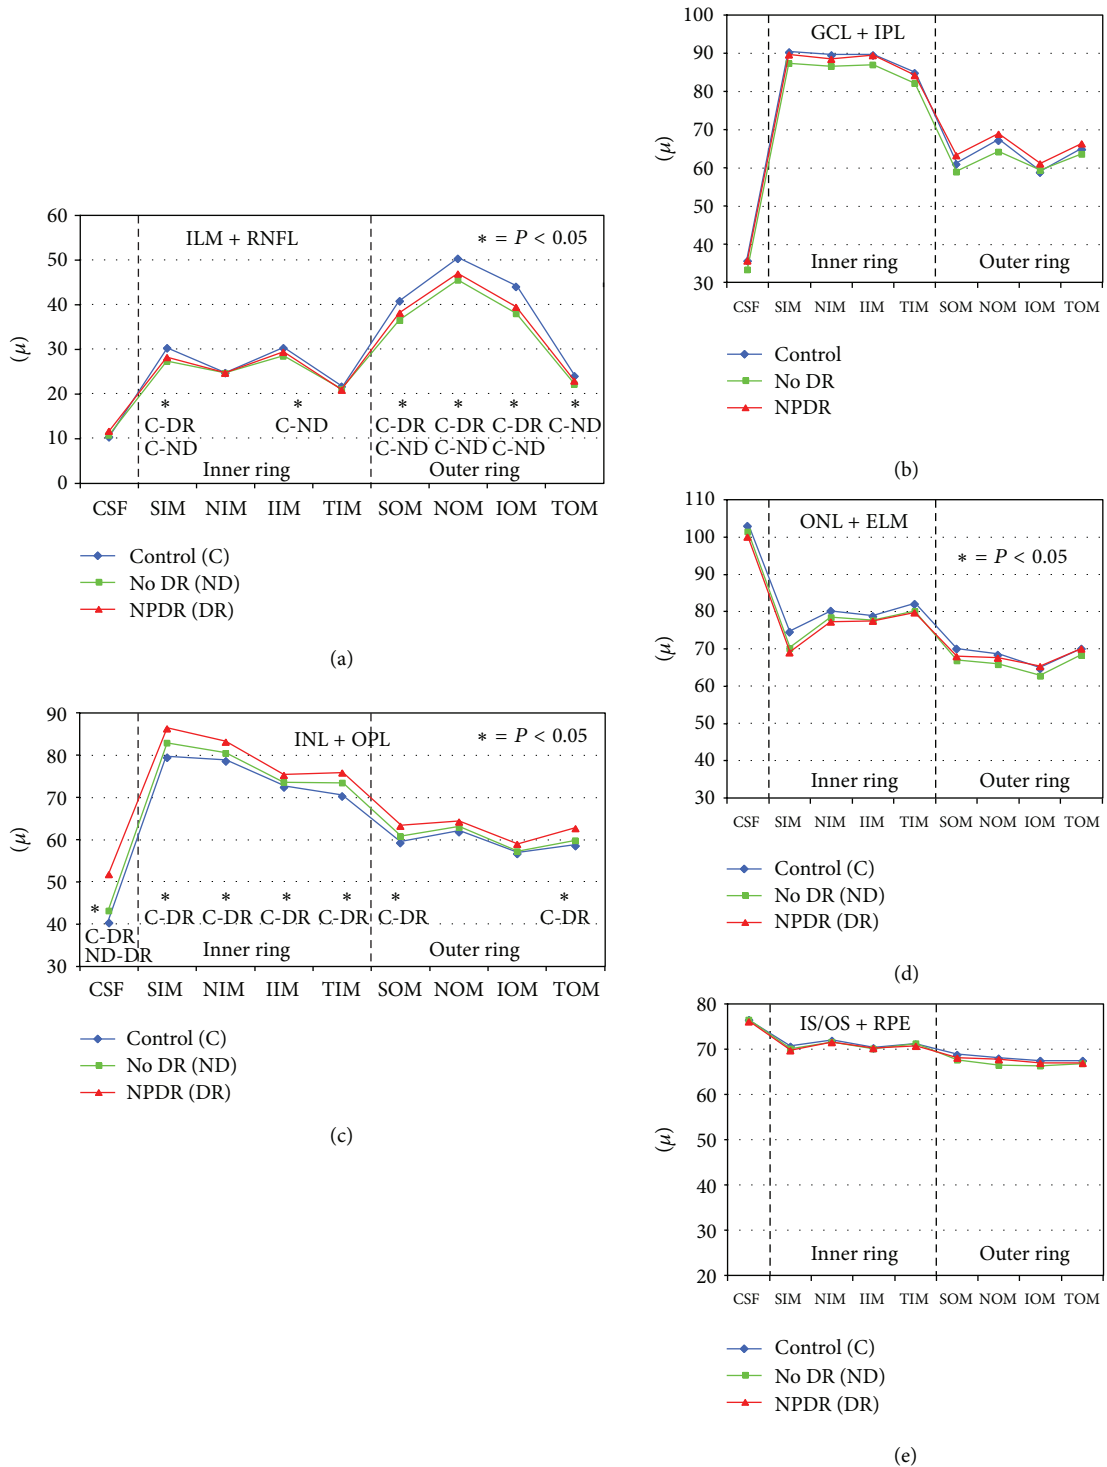 60
50
40
30
20
10
0
(μ)
ILM + RNFL
* = P < 0.05
*
C-DR
C-ND
*
C-ND
*
C-DR
C-ND
*
C-DR
C-ND
*
C-DR
C-ND
*
C-ND
Inner ring
Outer ring
CSF SIM NIM IIM TIM SOM NOM IOM TOM
Control (C)
No DR (ND)
NPDR (DR)
(a)
100
90
80
70
60
50
40
30
(μ)
GCL + IPL
Inner ring
Outer ring
CSF SIM NIM IIM TIM SOM NOM IOM TOM
Control
No DR
NPDR
(b)
90
80
70
60
50
40
30
(μ)
INL + OPL
* = P < 0.05
*
C-DR
ND-DR
*
C-DR
*
C-DR
*
C-DR
*
C-DR
*
C-DR
*
C-DR
Inner ring
Outer ring
CSF SIM NIM IIM TIM SOM NOM IOM TOM
Control (C)
No DR (ND)
NPDR (DR)
(c)
110
100
90
80
70
60
50
40
30
(μ)
ONL + ELM
* = P < 0.05
Inner ring
Outer ring
CSF SIM NIM IIM TIM SOM NOM IOM TOM
Control (C)
No DR (ND)
NPDR (DR)
(d)
80
70
60
50
40
30
20
(μ)
IS/OS + RPE
Inner ring
Outer ring
CSF SIM NIM IIM TIM SOM NOM IOM TOM
Control (C)
No DR (ND)
NPDR (DR)
(e)